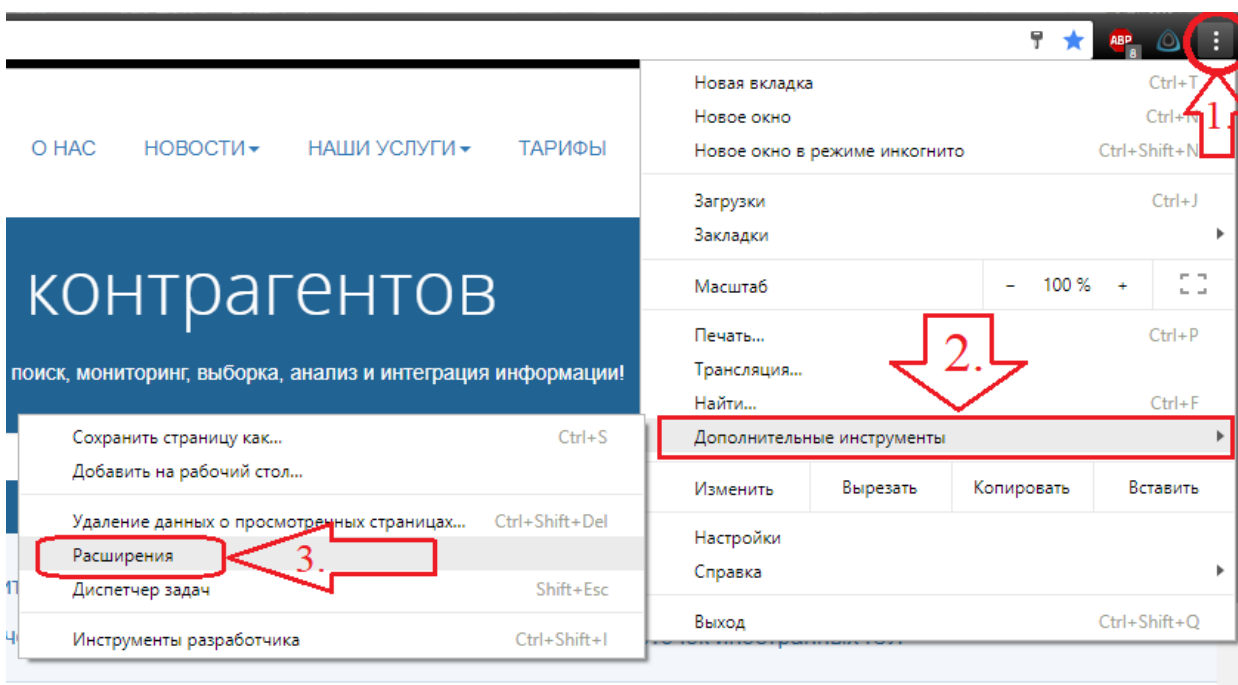 ABP
8
1.
О НАС НОВОСТИ НАШИ УСЛУГИ ТАРИФЫ
контрагентов
поиск, мониторинг, выборка, анализ и интеграция информации!
Новая вкладка Ctrl+T
Новое окно Ctrl+N
Новое окно в режиме инкогнито Ctrl+Shift+N
Загрузки Ctrl+J
Закладки
Масштаб – 100 % +
Печать... Ctrl+P
2.
Трансляция...
Найти... Ctrl+F
Дополнительные инструменты
Изменить Вырезать Копировать Вставить
Настройки
Справка
Выход Ctrl+Shift+Q
Сохранить страницу как... Ctrl+S
Добавить на рабочий стол...
Удаление данных о просмотренных страницах... Ctrl+Shift+Del
Расширения
3.
Диспетчер задач Shift+Esc
Инструменты разработчика Ctrl+Shift+I